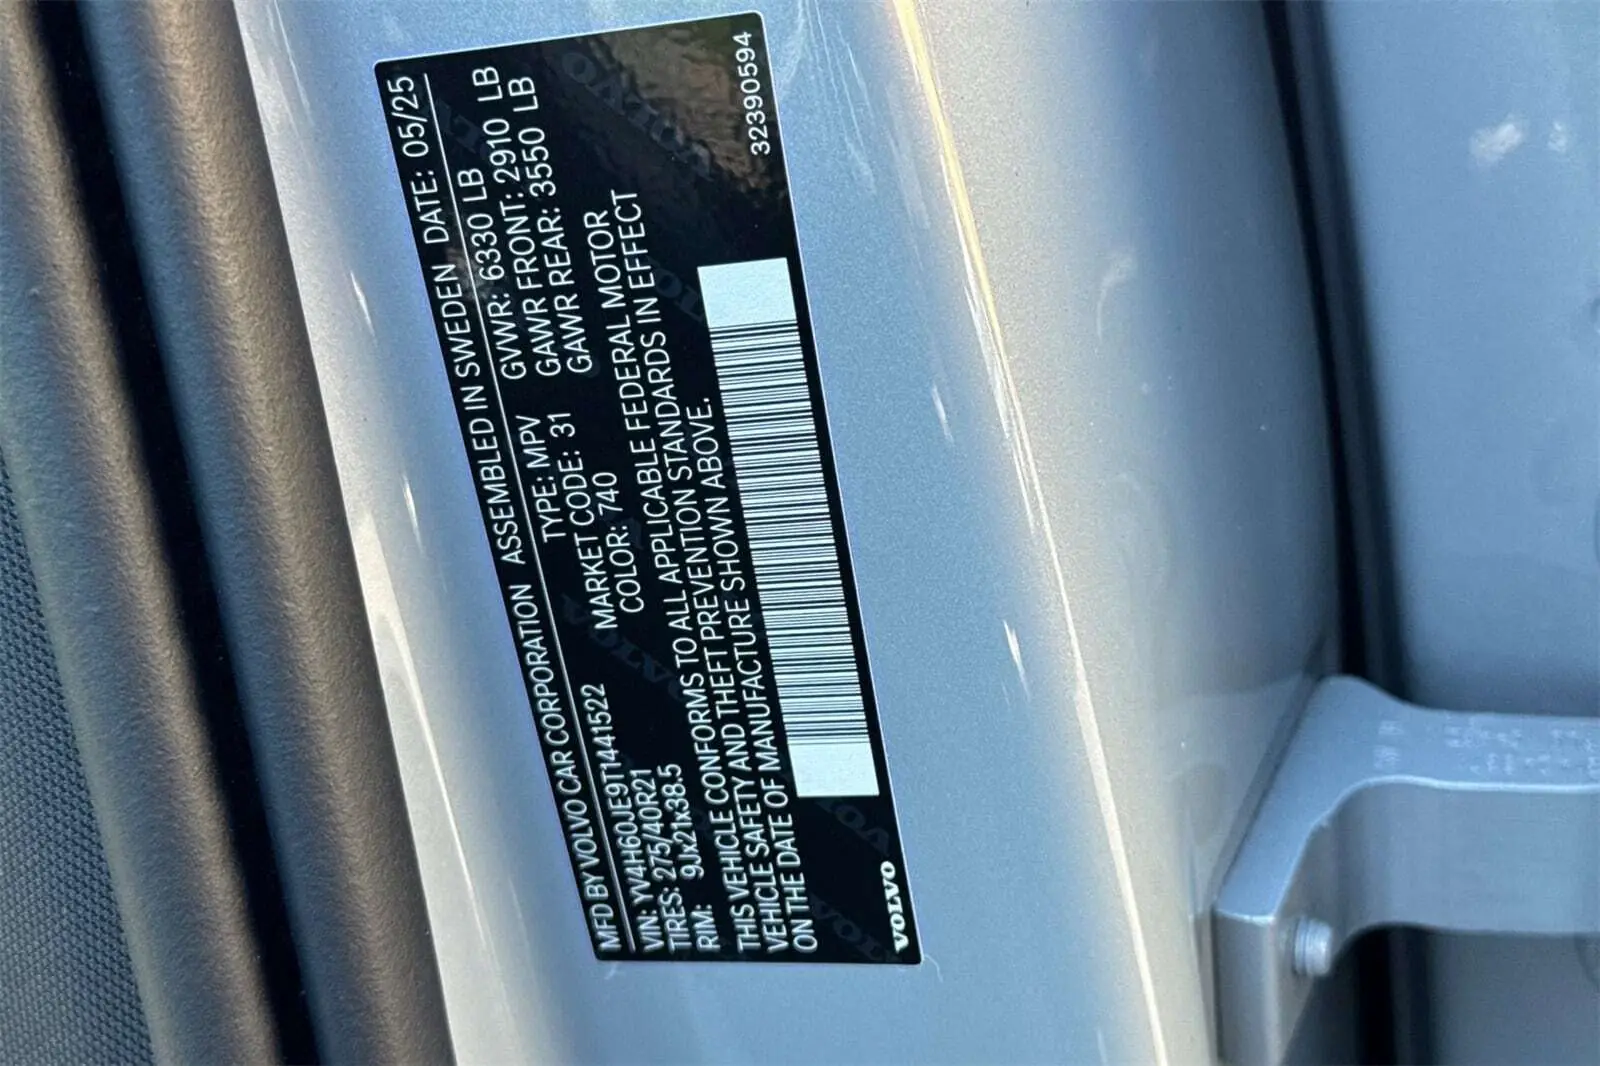 MFD BY VOLVO CAR CORPORATION ASSEMBLED IN SWEDEN DATE: 05/25
VIN: YV4H60JE9T1441522 TYPE: MPV GVWR: 6330 LB
TIRES: 275/40R21 MARKET CODE: 31 GAWR FRONT: 2910 LB
RIM: 9Jx21x38.5 COLOR: 740 GAWR REAR: 3550 LB
THIS VEHICLE CONFORMS TO ALL APPLICABLE FEDERAL MOTOR
VEHICLE SAFETY AND THEFT PREVENTION STANDARDS IN EFFECT
ON THE DATE OF MANUFACTURE SHOWN ABOVE.
VOLVO 32390594